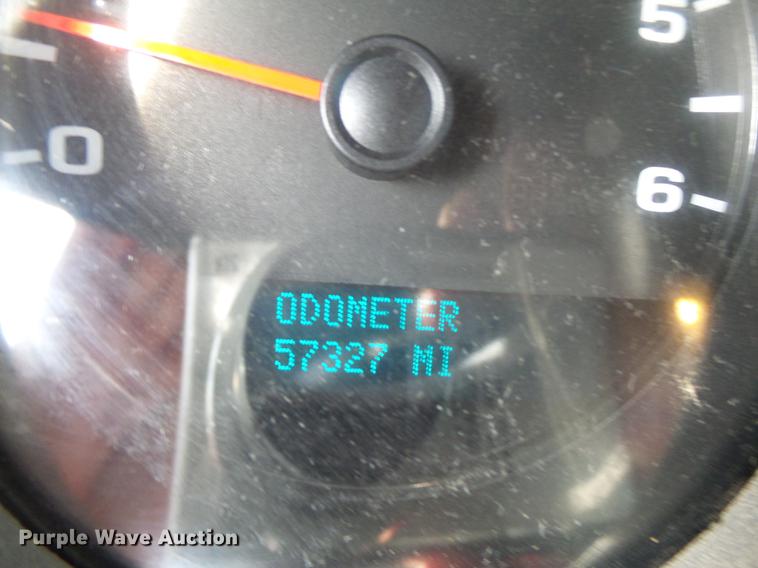 5
0
6
ODOMETER
57327 MI
Purple Wave Auction